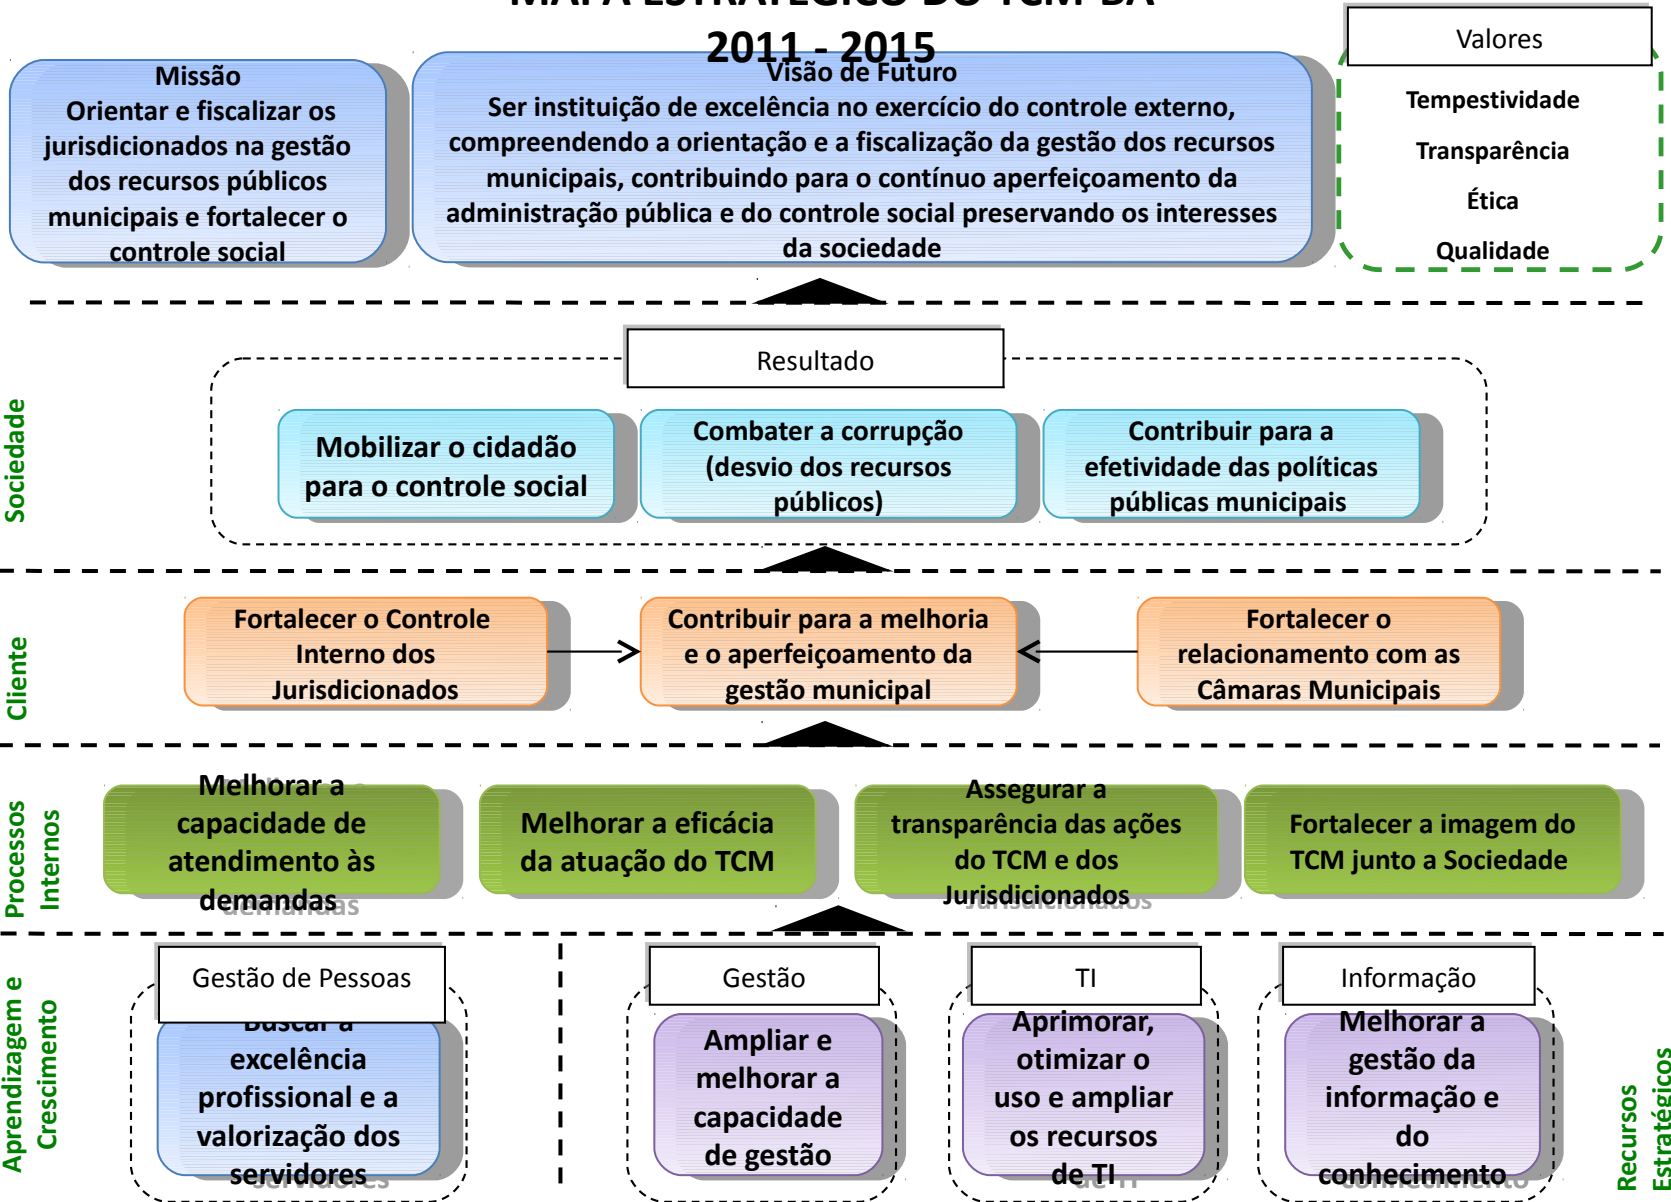 MAPA ESTRATÉGICO DO TCM-BA
2011 - 2015
Missão
Orientar e fiscalizar os
jurisdicionados na gestão
dos recursos públicos
municipais e fortalecer o
controle social
Visão de Futuro
Ser instituição de excelência no exercício do controle externo,
compreendendo a orientação e a fiscalização da gestão dos recursos
municipais, contribuindo para o contínuo aperfeiçoamento da
administração pública e do controle social preservando os interesses
da sociedade
Valores
Tempestividade
Transparência
Ética
Qualidade
Sociedade
Resultado
Mobilizar o cidadão
para o controle social
Combater a corrupção
(desvio dos recursos
públicos)
Contribuir para a
efetividade das políticas
públicas municipais
Cliente
Fortalecer o Controle
Interno dos
Jurisdicionados
Contribuir para a melhoria
e o aperfeiçoamento da
gestão municipal
Fortalecer o
relacionamento com as
Câmaras Municipais
Processos
Internos
Melhorar a
capacidade de
atendimento às
demandas
Melhorar a eficácia
da atuação do TCM
Assegurar a
transparência das ações
do TCM e dos
Jurisdicionados
Fortalecer a imagem do
TCM junto a Sociedade
Aprendizagem e
Crescimento
Gestão de Pessoas
Buscar a
excelência
profissional e a
valorização dos
servidores
Gestão
Ampliar e
melhorar a
capacidade
de gestão
TI
Aprimorar,
otimizar o
uso e ampliar
os recursos
de TI
Informação
Melhorar a
gestão da
informação e
do
conhecimento
Recursos
Estratégicos